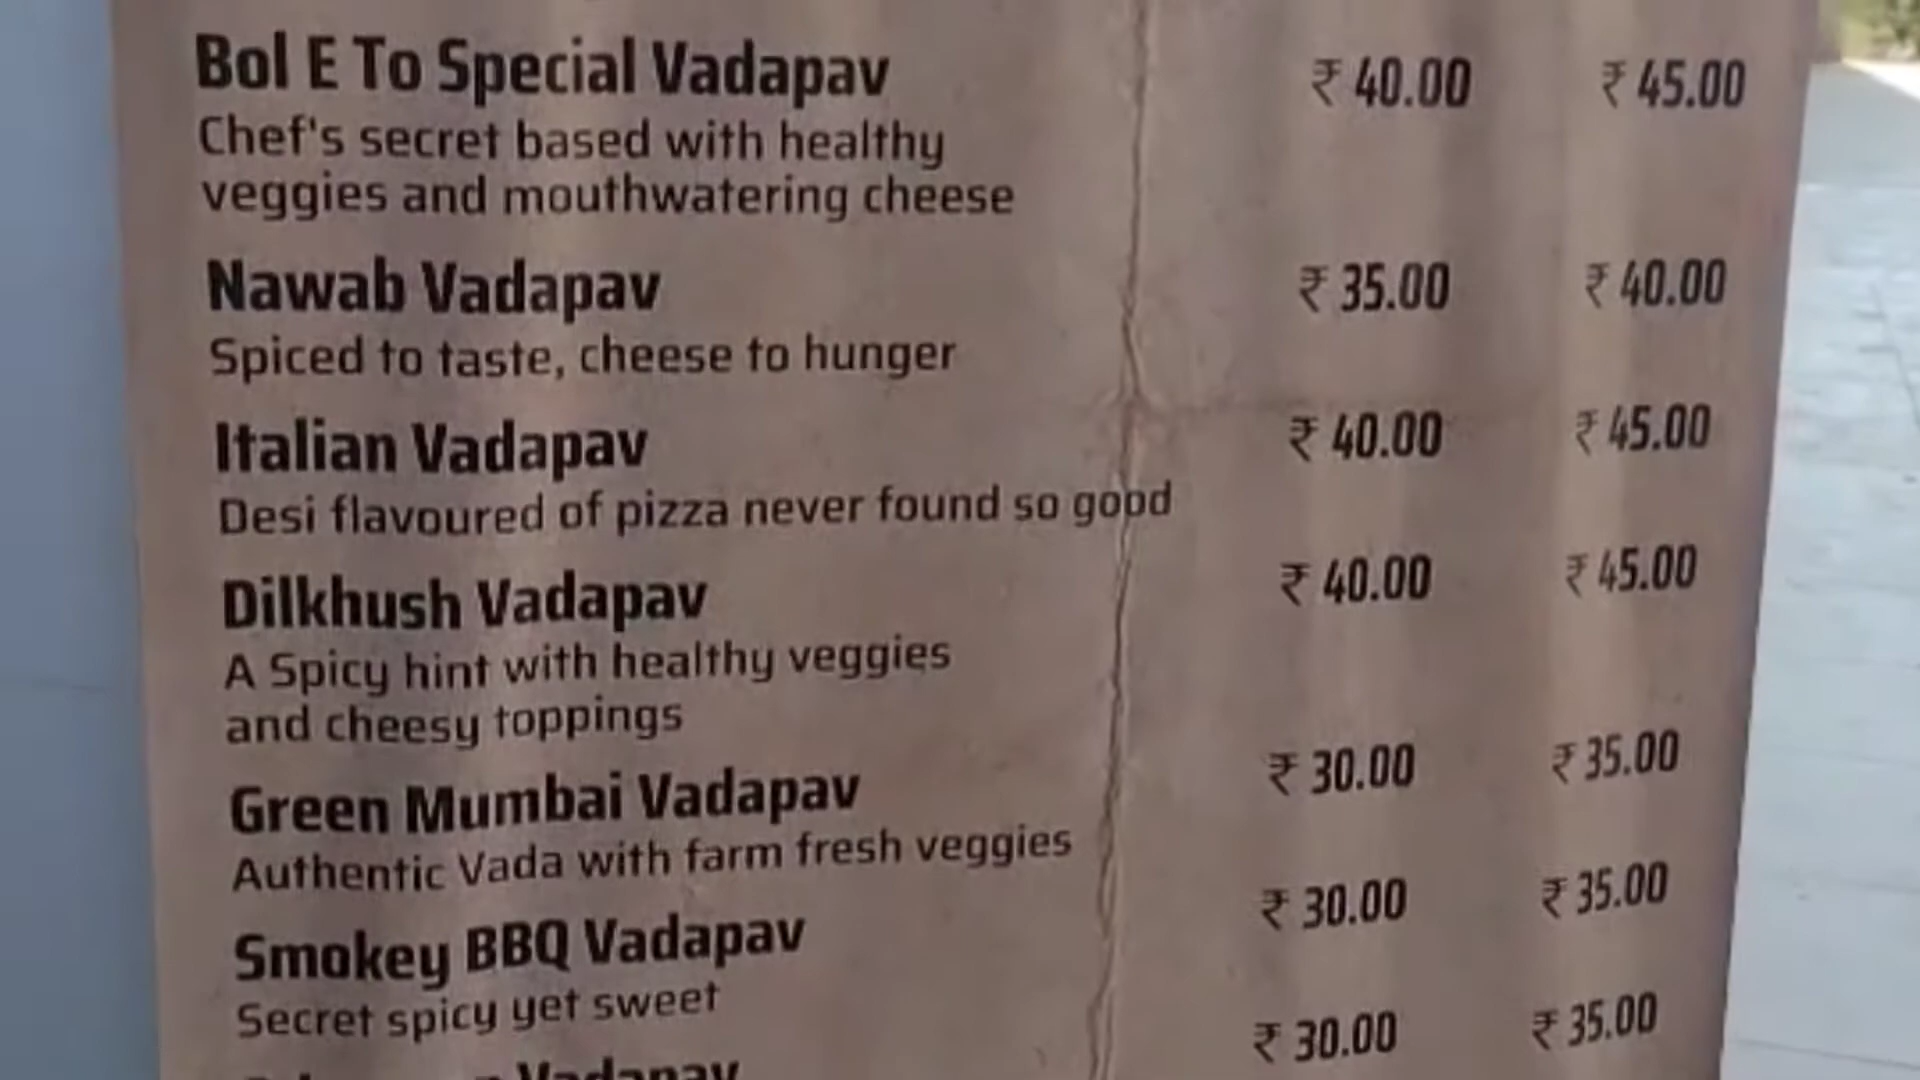 Bol E To Special Vadapav ₹ 40.00 ₹ 45.00
Chef's secret based with healthy
veggies and mouthwatering cheese
Nawab Vadapav ₹ 35.00 ₹ 40.00
Spiced to taste, cheese to hunger
Italian Vadapav ₹ 40.00 ₹ 45.00
Desi flavoured of pizza never found so good
Dilkhush Vadapav ₹ 40.00 ₹ 45.00
A Spicy hint with healthy veggies
and cheesy toppings
Green Mumbai Vadapav ₹ 30.00 ₹ 35.00
Authentic Vada with farm fresh veggies
Smokey BBQ Vadapav ₹ 30.00 ₹ 35.00
Secret spicy yet sweet
Vadapav ₹ 30.00 ₹ 35.00